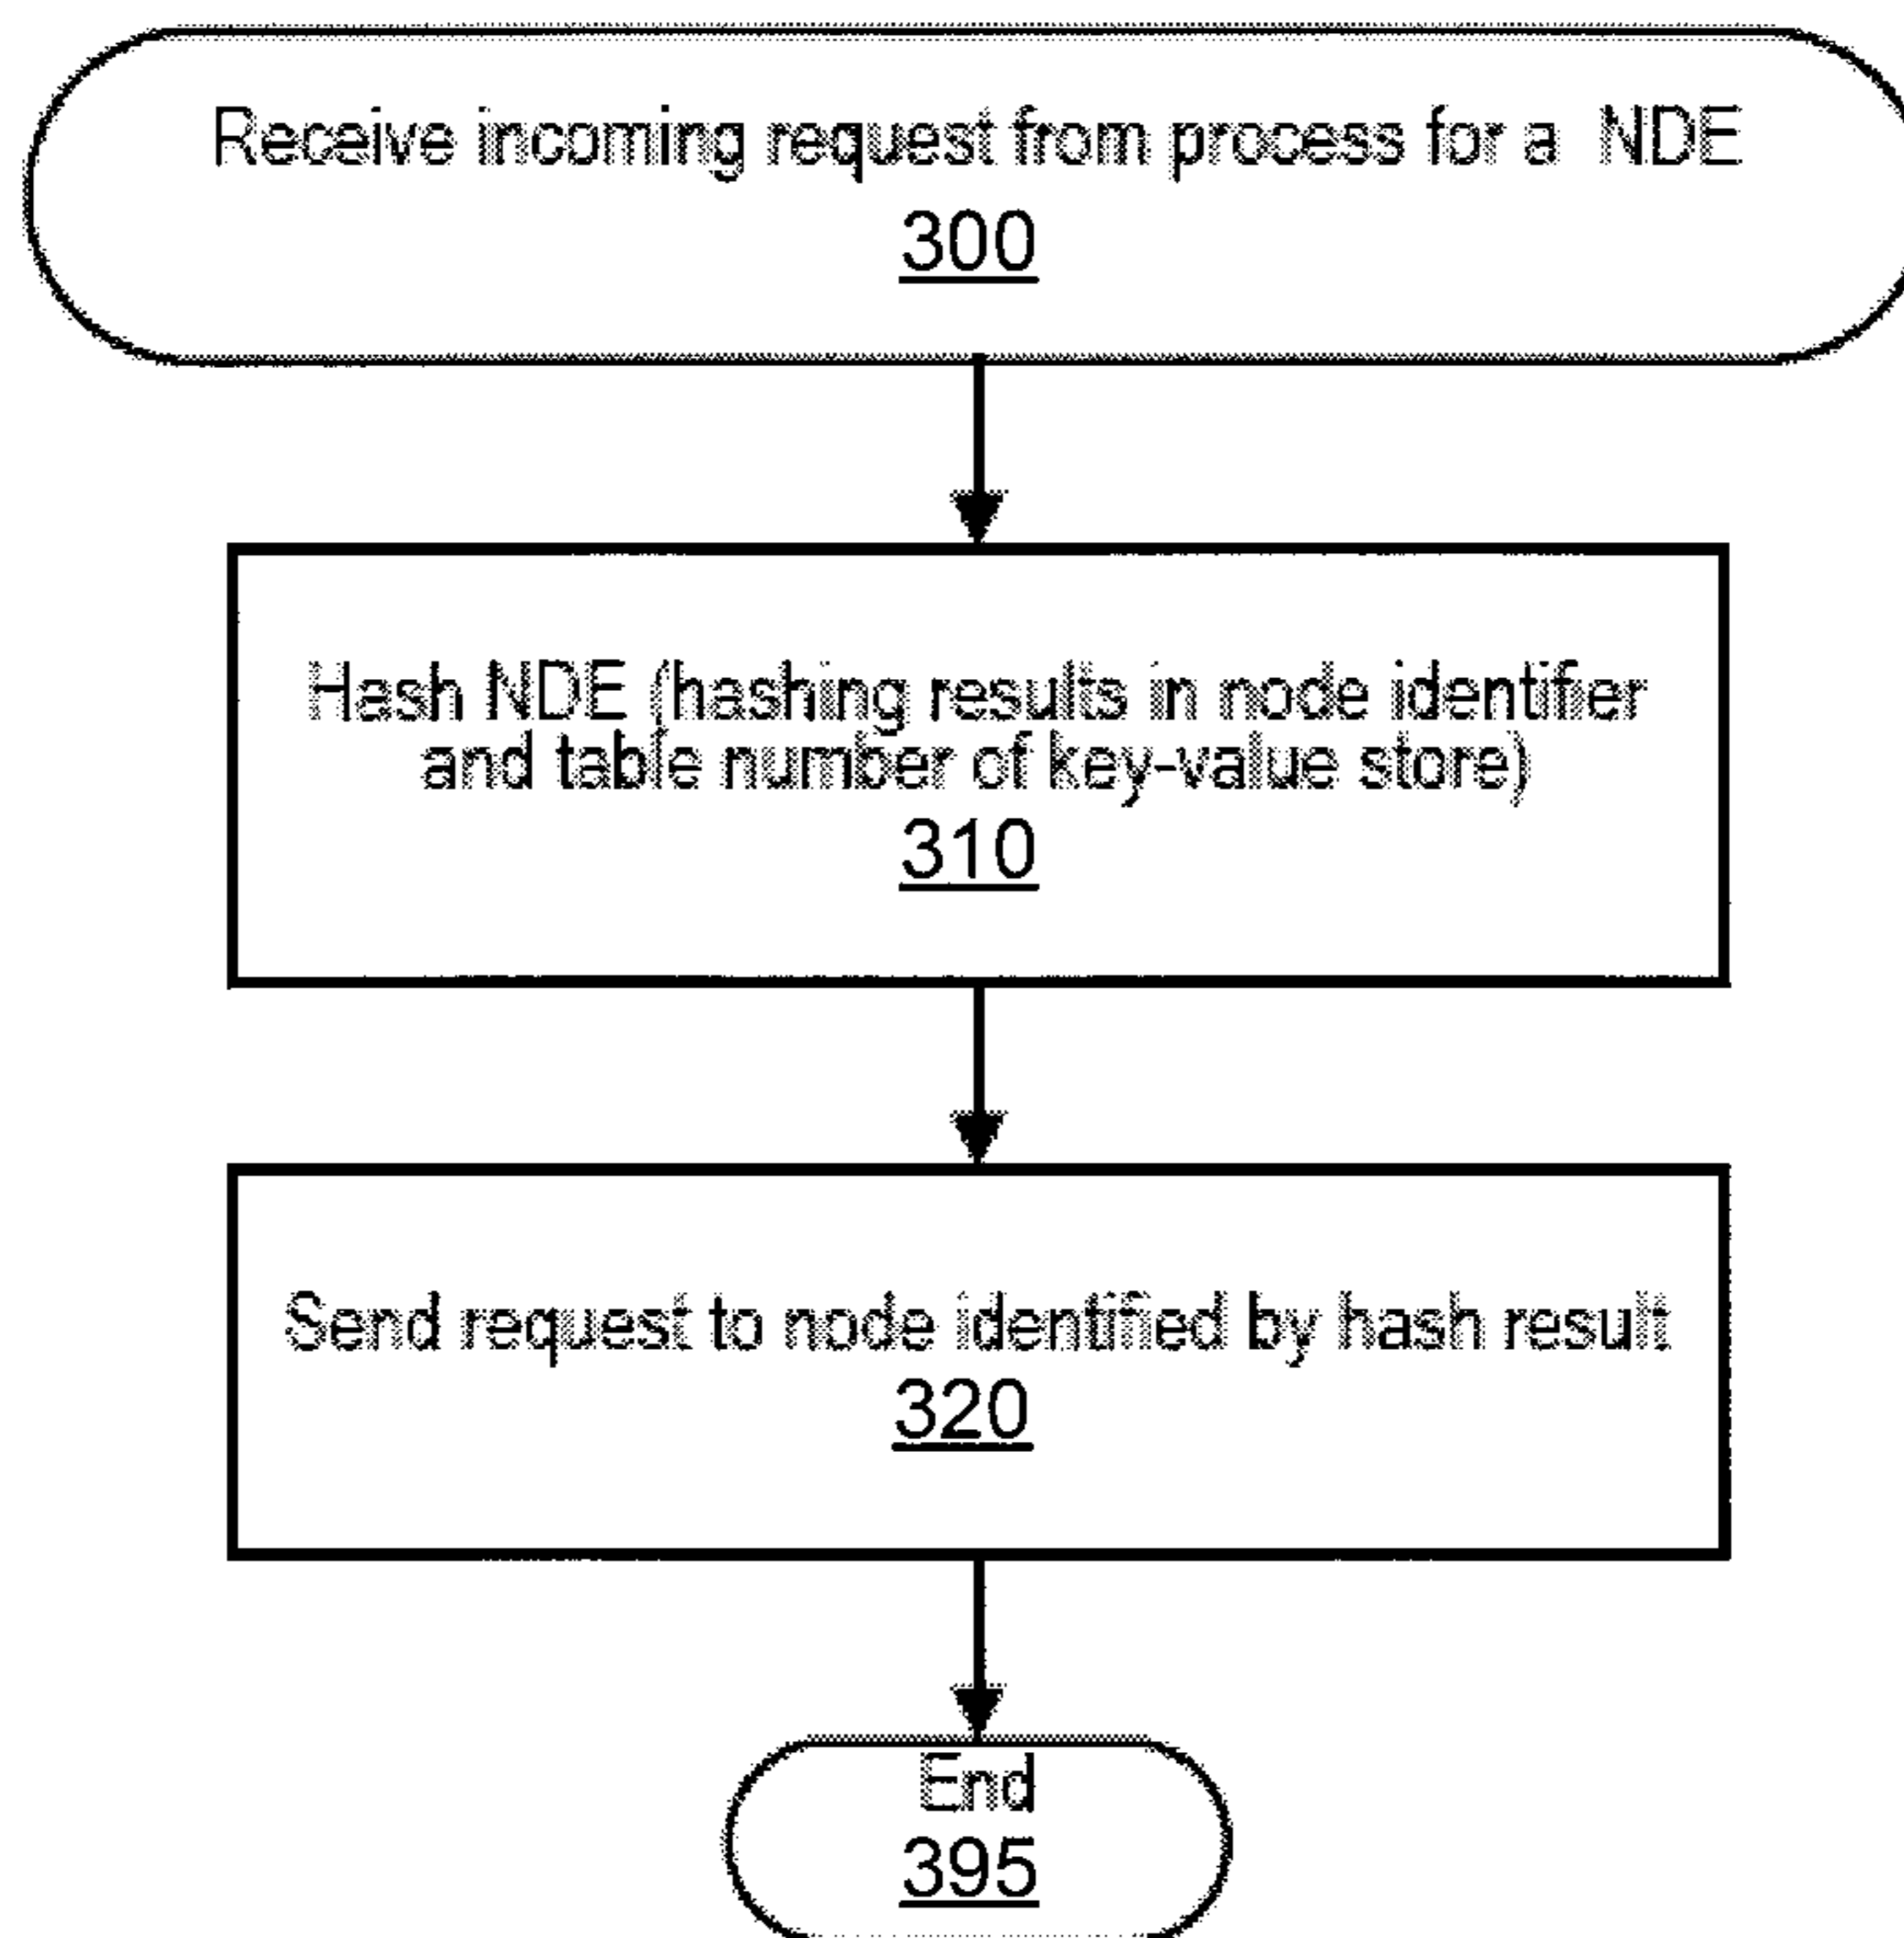 Receive incoming request from process for a NDE
300
Hash NDE (hashing results in node identifier
and table number of key-value store)
310
Send request to node identified by hash result
320
End
395